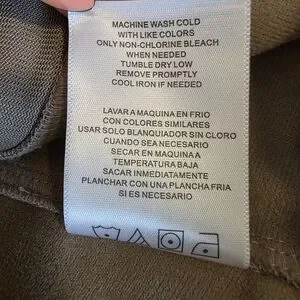 MACHINE WASH COLD
WITH LIKE COLORS
ONLY NON-CHLORINE BLEACH
WHEN NEEDED
TUMBLE DRY LOW
REMOVE PROMPTLY
COOL IRON IF NEEDED
LAVAR A MAQUINA EN FRIO
CON COLORES SIMILARES
USAR SOLO BLANQUIADOR SIN CLORO
CUANDO SEA NECESARIO
SECAR EN MAQUINA A
TEMPERATURA BAJA
SACAR INMEDIATAMENTE
PLANCHAR CON UNA PLANCHA FRIA
SI ES NECESARIO